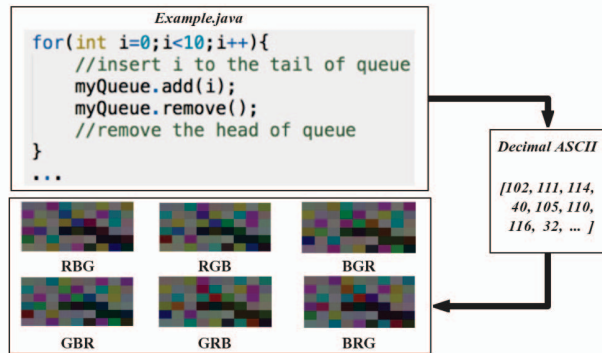 Example.java
for(int i=0;i<10;i++){
//insert i to the tail of queue
myQueue.add(i);
myQueue.remove();
//remove the head of queue
}
...
Decimal ASCII
[102, 111, 114,
40, 105, 110,
116, 32, ... ]
RBG RGB BGR
GBR GRB BRG